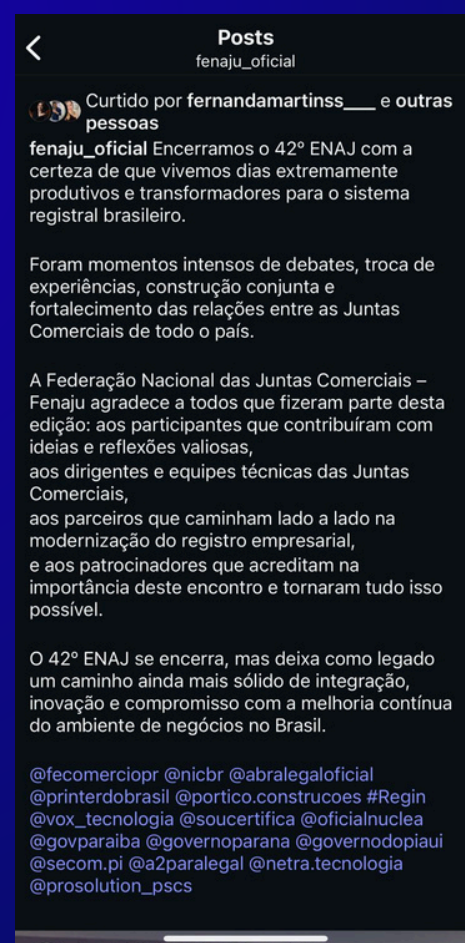 Posts
fenaju_oficial
Curtido por fernandamartinss___ e outras
pessoas
fenaju_oficial Encerramos o 42º ENAJ com a
certeza de que vivemos dias extremamente
produtivos e transformadores para o sistema
registral brasileiro.
Foram momentos intensos de debates, troca de
experiências, construção conjunta e
fortalecimento das relações entre as Juntas
Comerciais de todo o país.
A Federação Nacional das Juntas Comerciais –
Fenaju agradece a todos que fizeram parte desta
edição: aos participantes que contribuíram com
ideias e reflexões valiosas,
aos dirigentes e equipes técnicas das Juntas
Comerciais,
aos parceiros que caminham lado a lado na
modernização do registro empresarial,
e aos patrocinadores que acreditam na
importância deste encontro e tornaram tudo isso
possível.
O 42º ENAJ se encerra, mas deixa como legado
um caminho ainda mais sólido de integração,
inovação e compromisso com a melhoria contínua
do ambiente de negócios no Brasil.
@fecomerciopr @nicbr @abralegaloficial
@printerdobrasil @portico.construcoes #Regin
@vox_tecnologia @soucertifica @oficialnuclea
@govparaiba @governoparana @governodopiaui
@secom.pi @a2paralegal @netra.tecnologia
@prosolution_pscs